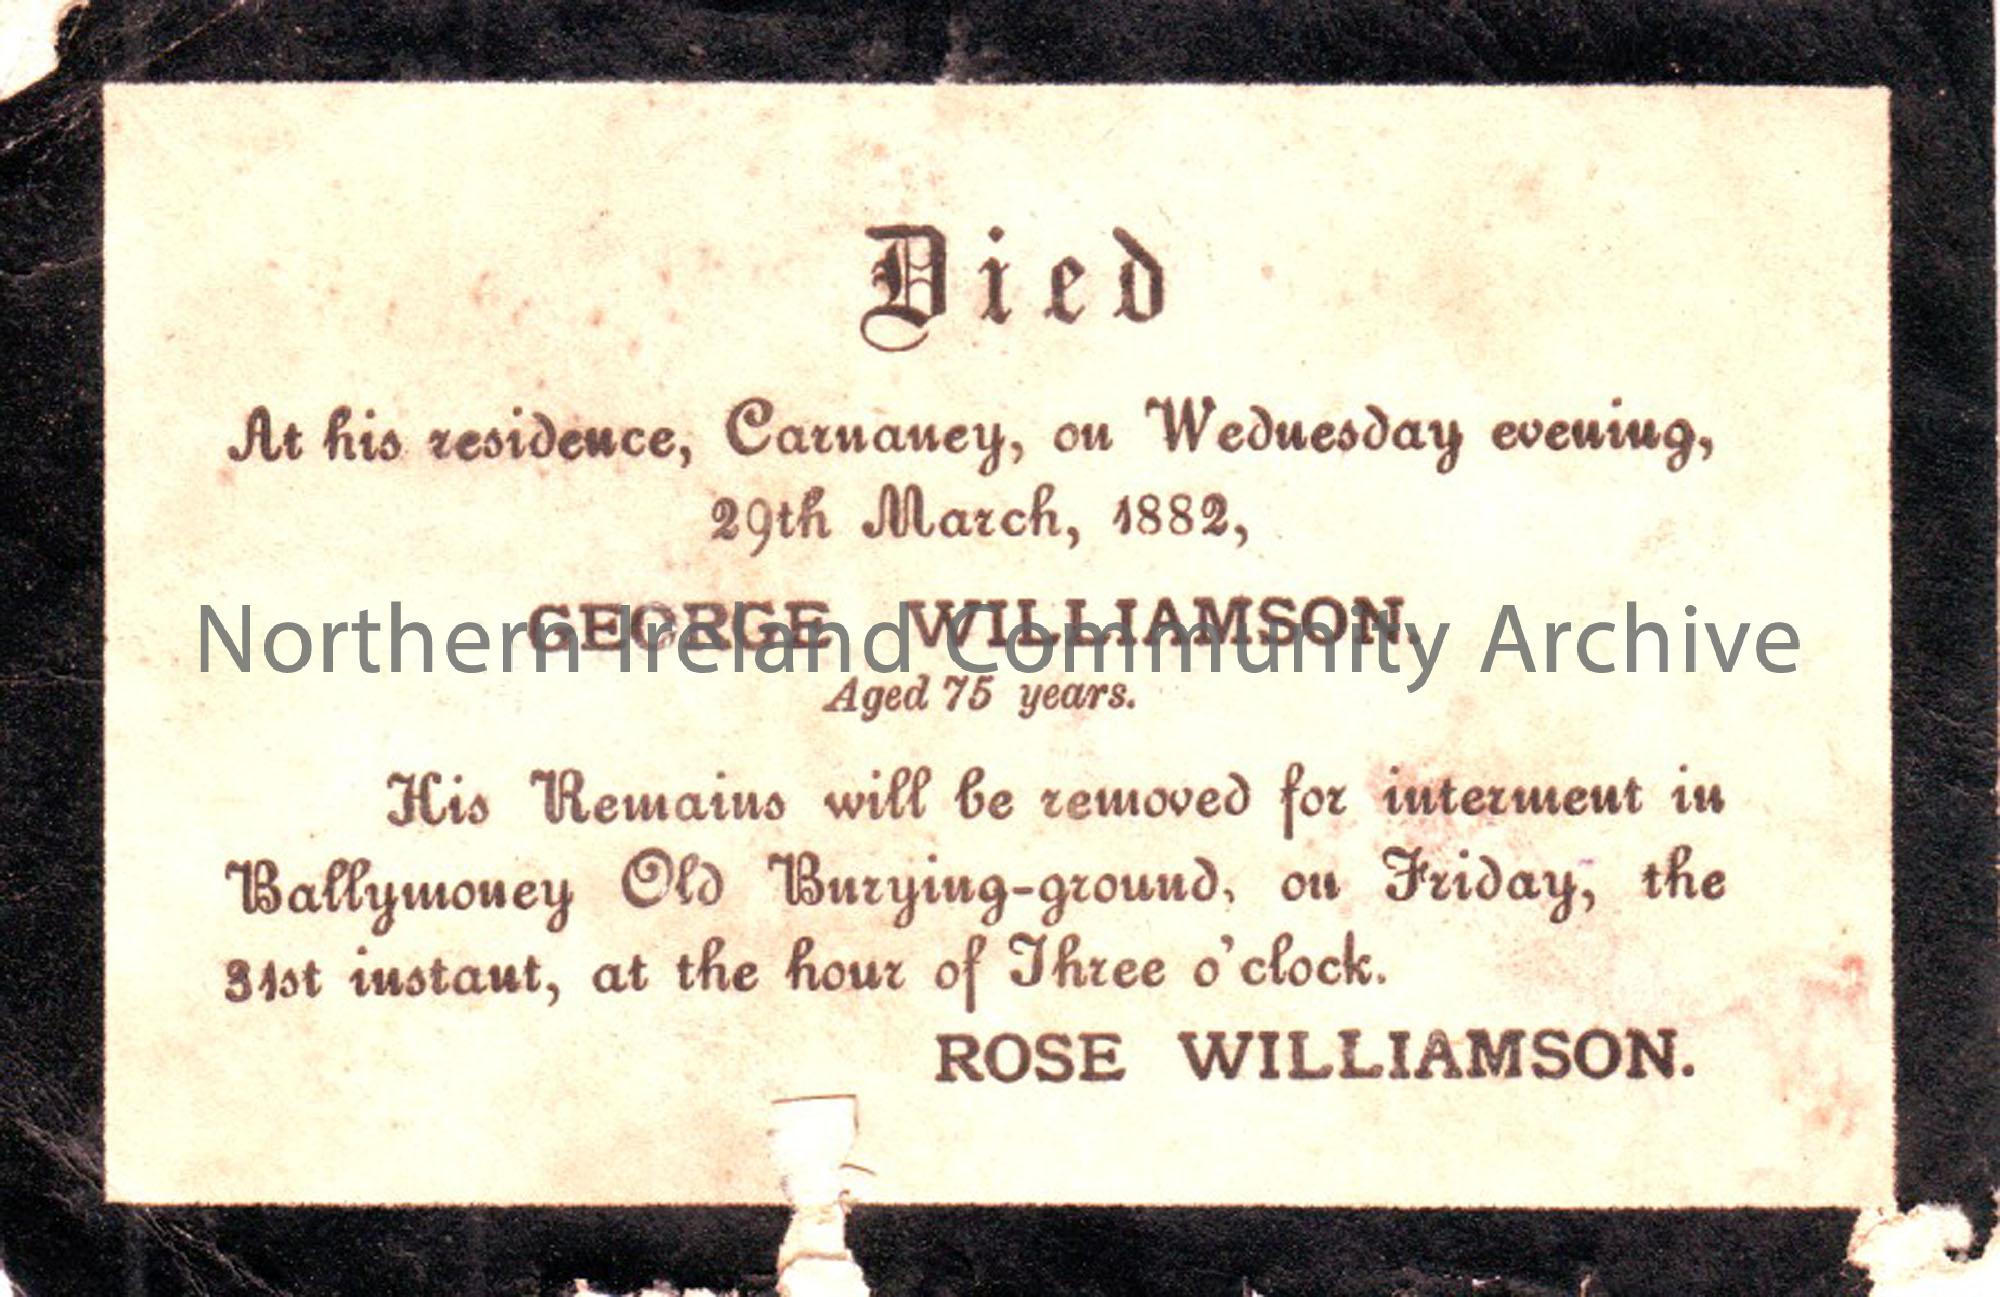 Died
At his residence, Carnaney, on Wednesday evening,
29th March, 1882,
GEORGE WILLIAMSON,
Northern Ireland Community Archive
Aged 75 years.
His Remains will be removed for interment in
Ballymoney Old Burying-ground, on Friday, the
31st instant, at the hour of Three o'clock.
ROSE WILLIAMSON.